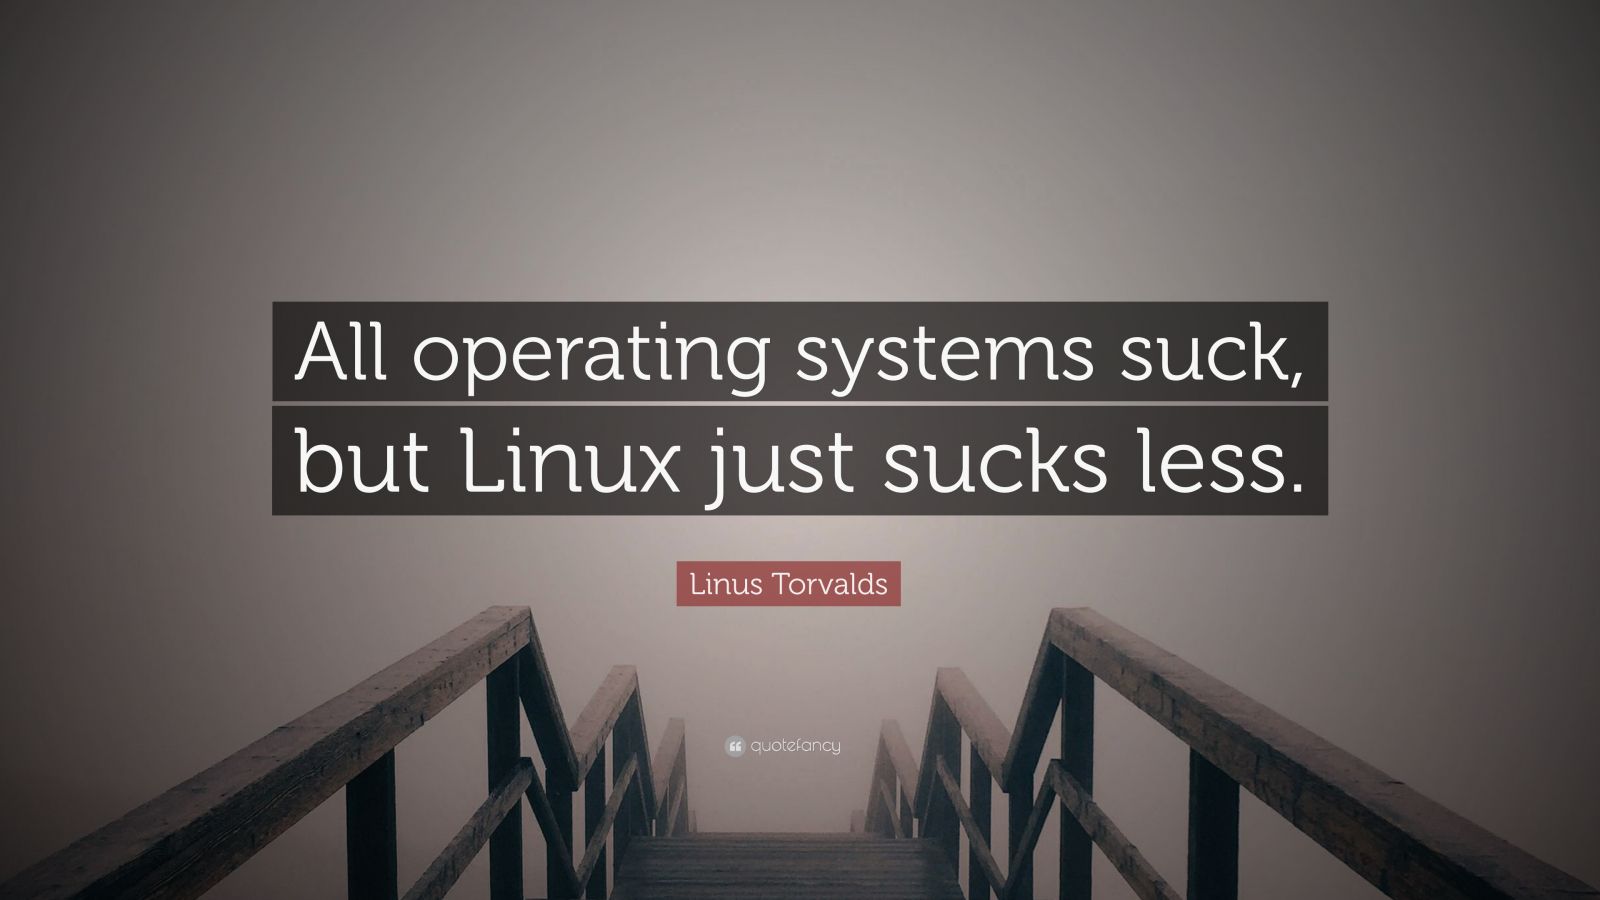 All operating systems suck,
but Linux just sucks less.
Linus Torvalds
quotefancy